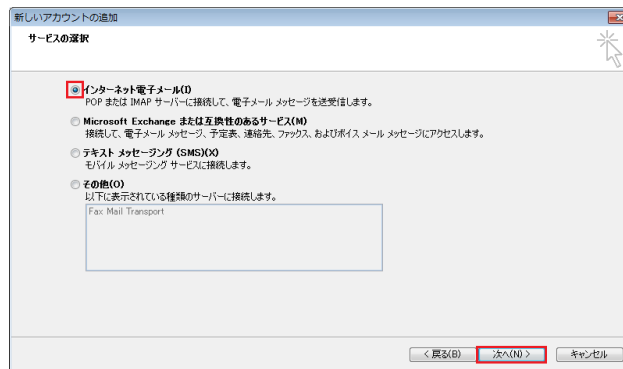 新しいアカウントの追加
サービスの選択
インターネット電子メール(I)
POP または IMAP サーバーに接続して、電子メール メッセージを送受信します。
Microsoft Exchange または互換性のあるサービス(M)
接続して、電子メール メッセージ、予定表、連絡先、ファックス、およびボイス メール メッセージにアクセスします。
テキスト メッセージング (SMS)(X)
モバイル メッセージング サービスに接続します。
その他(O)
以下に表示されている種類のサーバーに接続します。
Fax Mail Transport
< 戻る(B) 次へ(N) > キャンセル